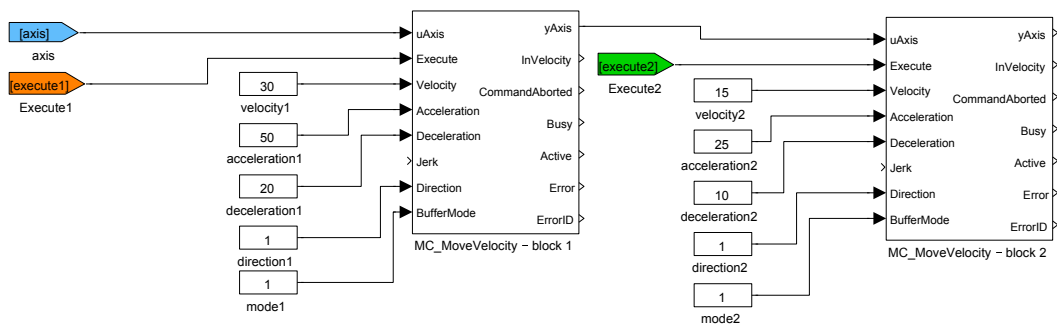 [axis]
axis
[execute1]
Execute1
30
velocity1
50
acceleration1
20
deceleration1
1
direction1
1
mode1
uAxis
Execute
Velocity
Acceleration
Deceleration
Jerk
Direction
BufferMode
yAxis
InVelocity
CommandAborted
Busy
Active
Error
ErrorID
MC_MoveVelocity − block 1
[execute2]
Execute2
15
velocity2
25
acceleration2
10
deceleration2
1
direction2
1
mode2
uAxis
Execute
Velocity
Acceleration
Deceleration
Jerk
Direction
BufferMode
yAxis
InVelocity
CommandAborted
Busy
Active
Error
ErrorID
MC_MoveVelocity − block 2